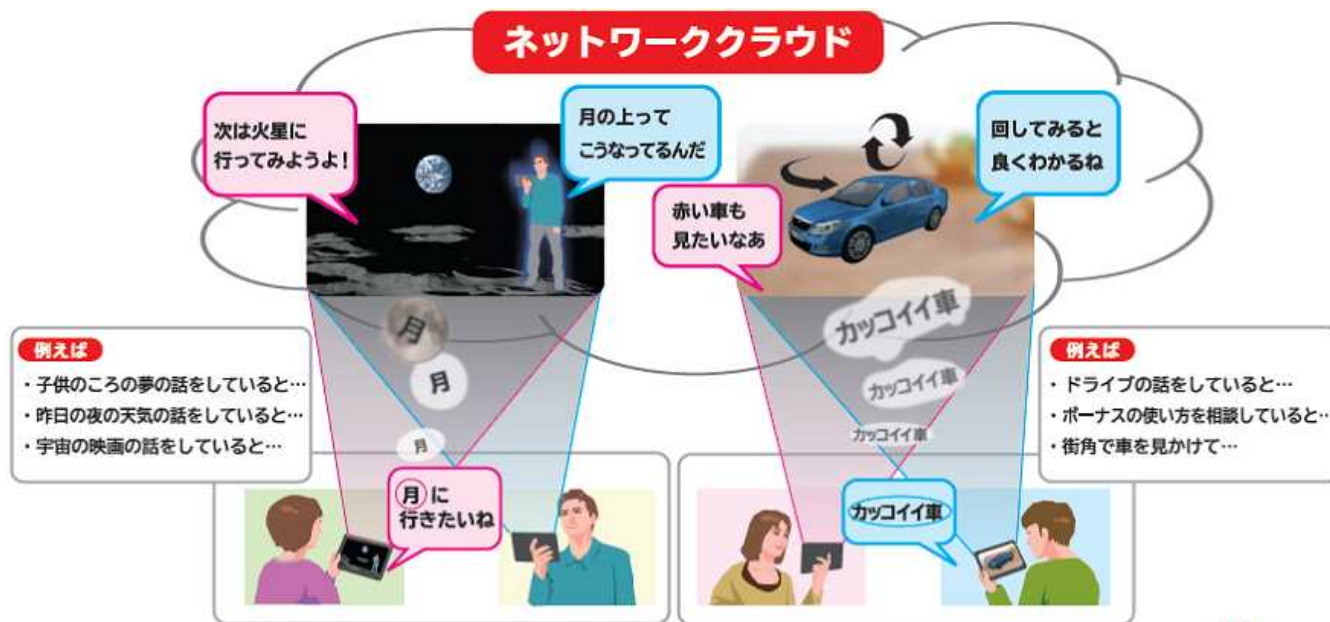 ネットワーククラウド
次は火星に
行ってみようよ！
月の上って
こうなってるんだ
赤い車も
見たいなあ
回してみると
良くわかるね
月
月
月
カッコイイ車
カッコイイ車
カッコイイ車
例えば
・子供のころの夢の話をしていると…
・昨日の夜の天気の話をしていると…
・宇宙の映画の話をしていると…
例えば
・ドライブの話をしていると…
・ボーナスの使い方を相談していると…
・街角で車を見かけて…
月に
行きたいね
カッコイイ車